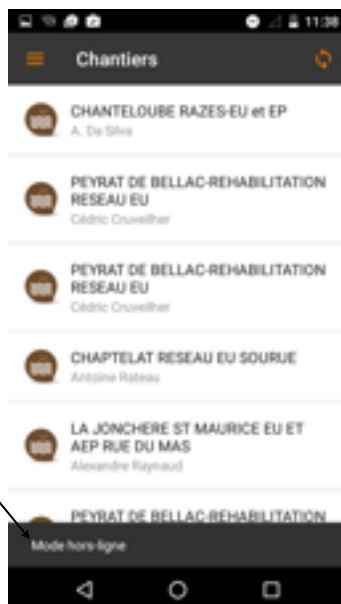 11:38
Chantiers
CHANTELOUBE RAZES-EU et EP
A. Da Silva
PEYRAT DE BELLAC-REHABILITATION
RESEAU EU
Cédric Cruveilher
PEYRAT DE BELLAC-REHABILITATION
RESEAU EU
Cédric Cruveilher
CHAPTELAT RESEAU EU SOURUE
Antoine Rateau
LA JONCHERE ST MAURICE EU ET
AEP RUE DU MAS
Alexandre Raynaud
PEYRAT DE BELLAC-REHABILITATION
Mode hors-ligne